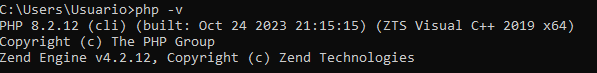 C:\Users\Usuario>php -v
PHP 8.2.12 (cli) (built: Oct 24 2023 21:15:15) (ZTS Visual C++ 2019 x64)
Copyright (c) The PHP Group
Zend Engine v4.2.12, Copyright (c) Zend Technologies